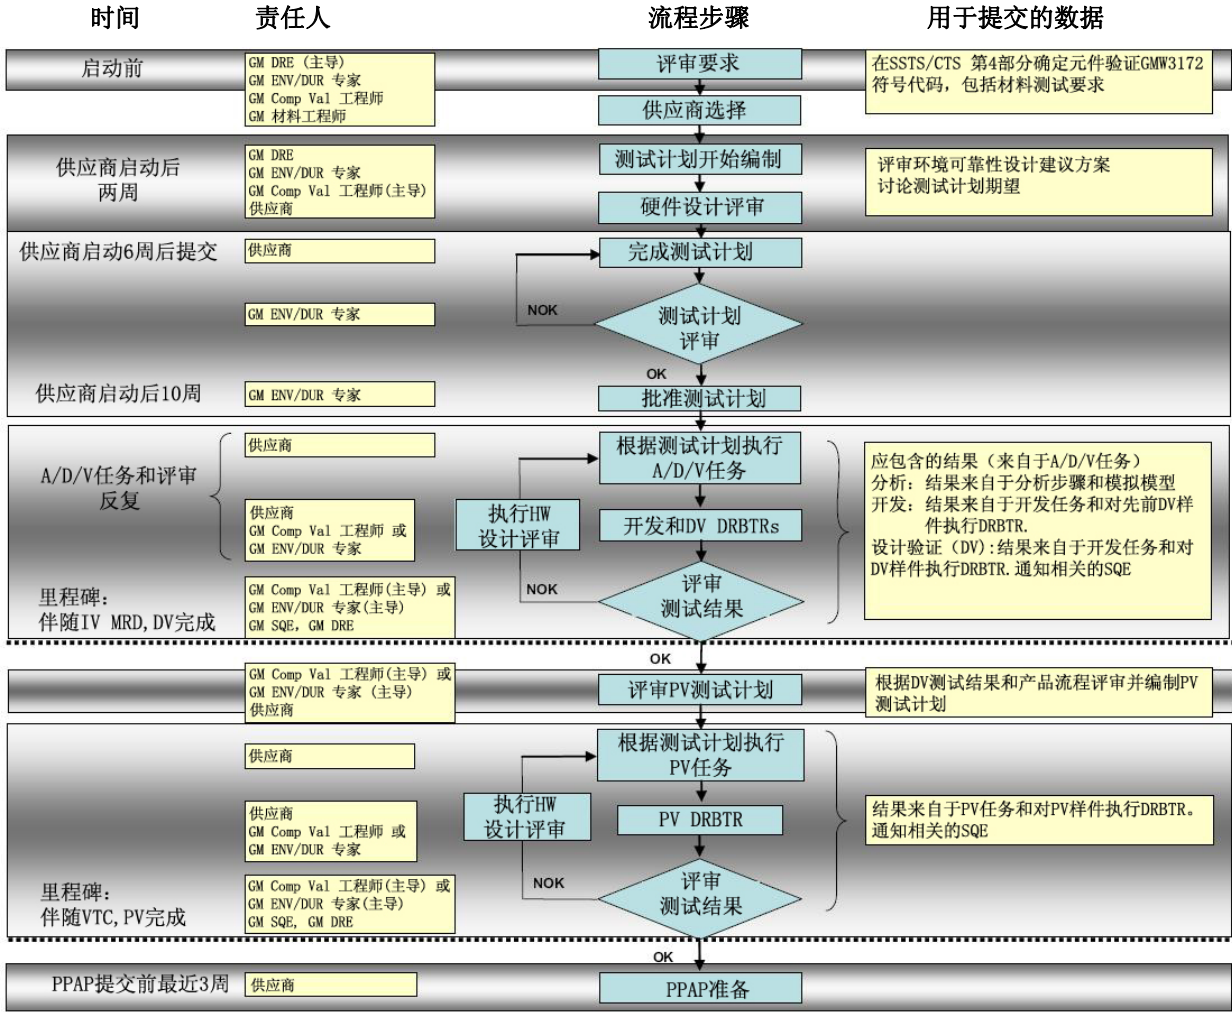 时间
责任人
流程步骤
用于提交的数据
启动前
GM DRE (主导)
GM ENV/DUR 专家
GM Comp Val 工程师
GM 材料工程师
评审要求
供应商选择
在SSTS/CTS 第4部分确定元件验证GMW3172
符号代码，包括材料测试要求
供应商启动后
两周
GM DRE
GM ENV/DUR 专家
GM Comp Val 工程师(主导)
供应商
测试计划开始编制
硬件设计评审
评审环境可靠性设计建议方案
讨论测试计划期望
供应商启动6周后提交
供应商
完成测试计划
GM ENV/DUR 专家
NOK
测试计划
评审
OK
供应商启动后10周
GM ENV/DUR 专家
批准测试计划
A/D/V任务和评审
反复
供应商
供应商
GM Comp Val 工程师 或
GM ENV/DUR 专家
根据测试计划执行
A/D/V任务
执行HW
设计评审
开发和DV DRBTRs
应包含的结果（来自于A/D/V任务）
分析：结果来自于分析步骤和模拟模型
开发：结果来自于开发任务和对先前DV样
件执行DRBTR.
设计验证（DV）:结果来自于开发任务和对
DV样件执行DRBTR.通知相关的SQE
里程碑：
伴随IV MRD,DV完成
GM Comp Val 工程师(主导) 或
GM ENV/DUR 专家(主导)
GM SQE, GM DRE
NOK
评审
测试结果
OK
GM Comp Val 工程师(主导) 或
GM ENV/DUR 专家 (主导)
供应商
评审PV测试计划
根据DV测试结果和产品流程评审并编制PV
测试计划
供应商
根据测试计划执行
PV任务
供应商
GM Comp Val 工程师 或
GM ENV/DUR 专家
执行HW
设计评审
PV DRBTR
结果来自于PV任务和对PV样件执行DRBTR。
通知相关的SQE
里程碑：
伴随VTC,PV完成
GM Comp Val 工程师(主导) 或
GM ENV/DUR 专家(主导)
GM SQE, GM DRE
NOK
评审
测试结果
OK
PPAP提交前最近3周
供应商
PPAP准备